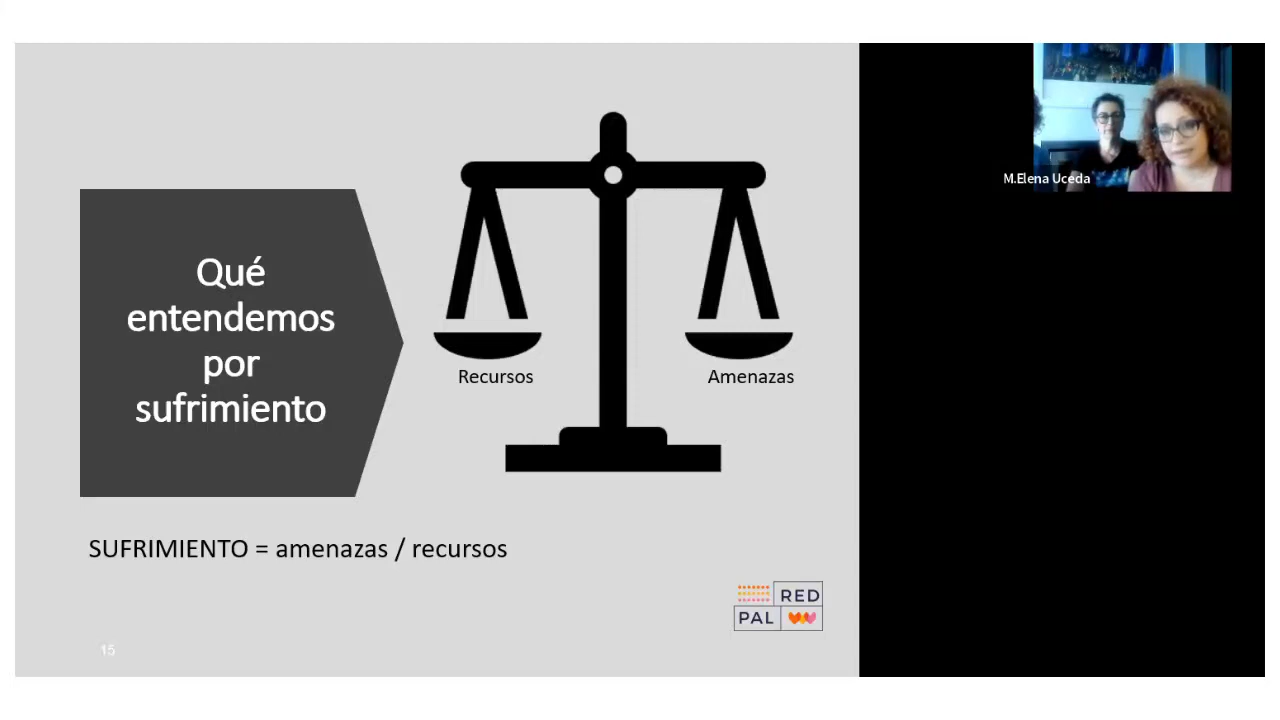 Qué
entendemos
por
sufrimiento
Recursos
Amenazas
SUFRIMIENTO = amenazas / recursos
RED
PAL
15
M.Elena Uceda